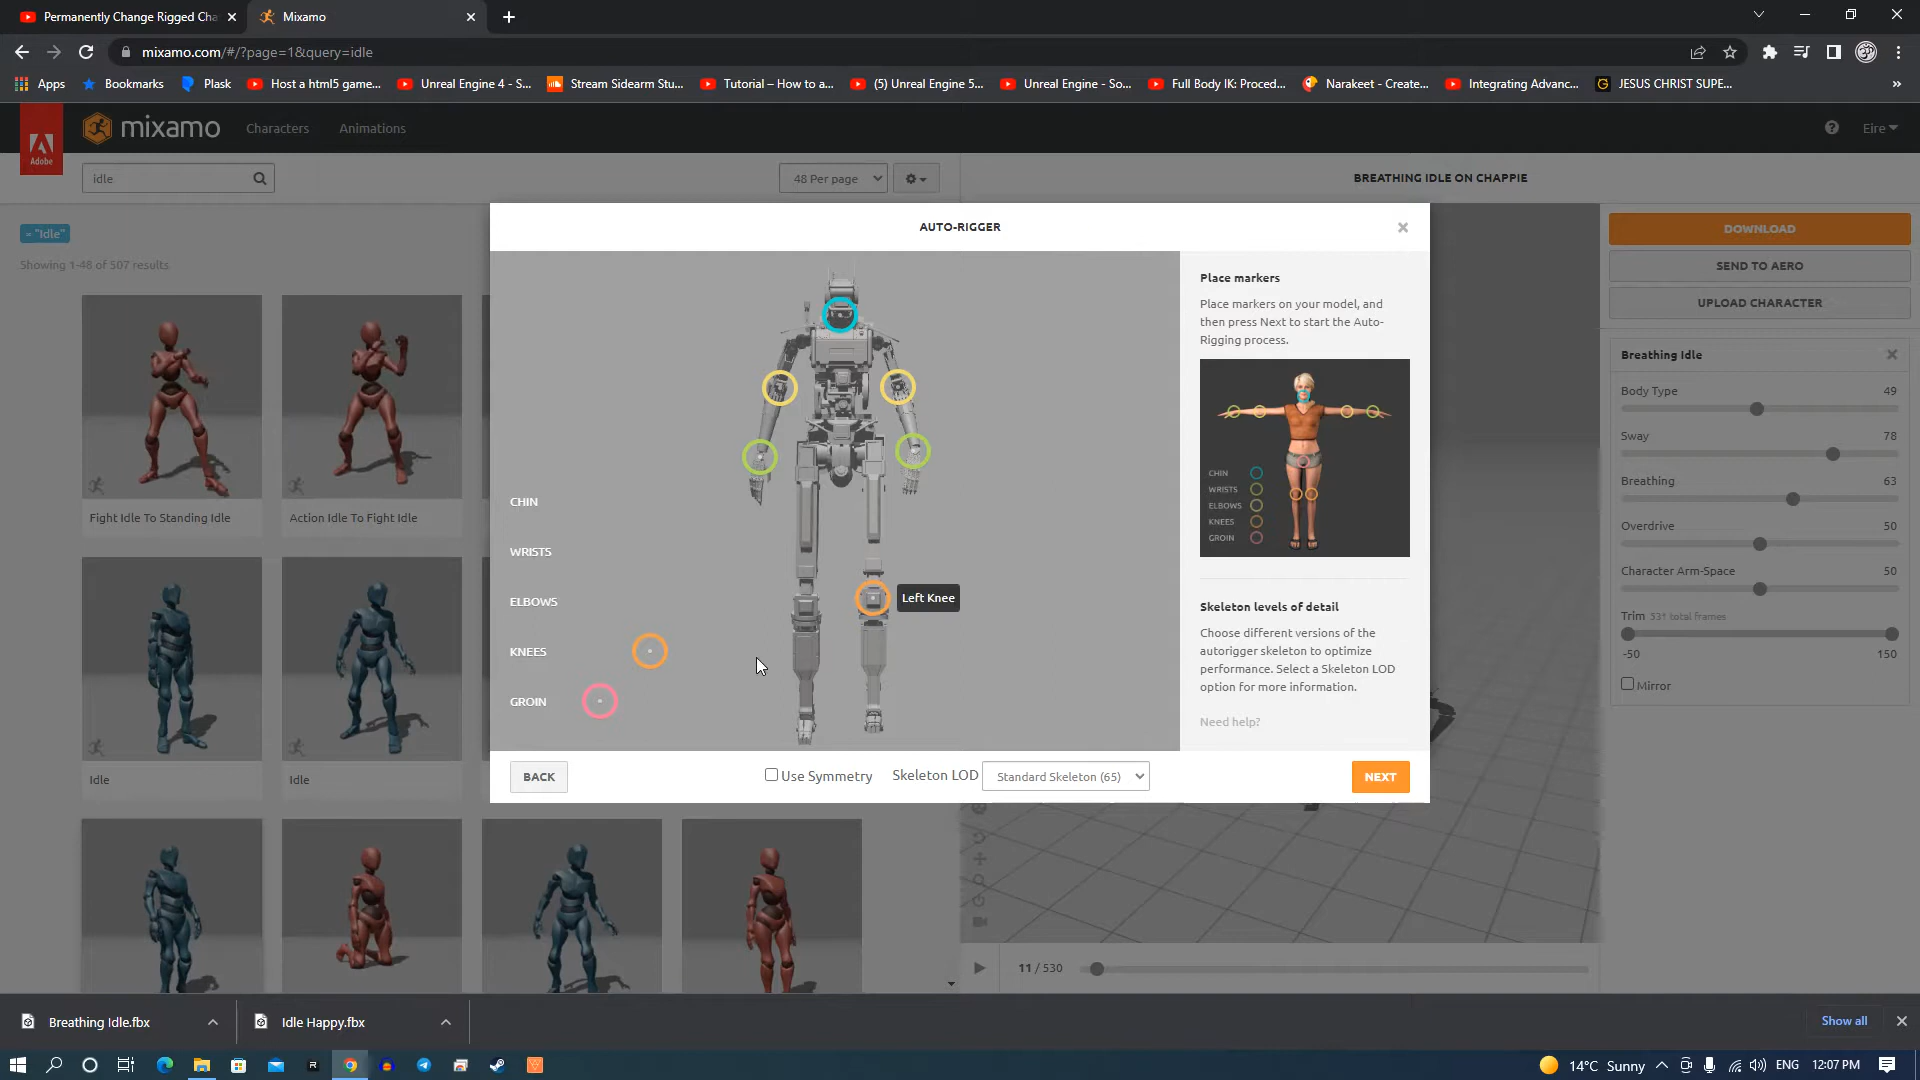 Permanently Change Rigged Cha
Mixamo
mixamo.com/#/?page=1&query=idle
Apps
Bookmarks
Plask
Host a html5 game...
Unreal Engine 4 - S...
Stream Sidearm Stu...
Tutorial – How to a...
(5) Unreal Engine 5...
Unreal Engine - So...
Full Body IK: Proced...
Narakeet - Create...
Integrating Advanc...
JESUS CHRIST SUPE...
»
Adobe
mixamo
Characters
Animations
Eire
idle
48 Per page
BREATHING IDLE ON CHAPPIE
= "Idle"
Showing 1-48 of 507 results
Fight Idle To Standing Idle
Action Idle To Fight Idle
Idle
Idle
AUTO-RIGGER
CHIN
WRISTS
ELBOWS
KNEES
GROIN
Left Knee
Place markers
Place markers on your model, and
then press Next to start the Auto-
Rigging process.
CHIN
WRISTS
ELBOWS
KNEES
GROIN
Skeleton levels of detail
Choose different versions of the
autorigger skeleton to optimize
performance. Select a Skeleton LOD
option for more information.
Need help?
BACK
Use Symmetry
Skeleton LOD
Standard Skeleton (65)
NEXT
DOWNLOAD
SEND TO AERO
UPLOAD CHARACTER
Breathing Idle
Body Type 49
Sway 78
Breathing 63
Overdrive 50
Character Arm-Space 50
Trim 531 total frames
-50 150
Mirror
11 / 530
Breathing Idle.fbx
Idle Happy.fbx
Show all
14°C Sunny
ENG
12:07 PM